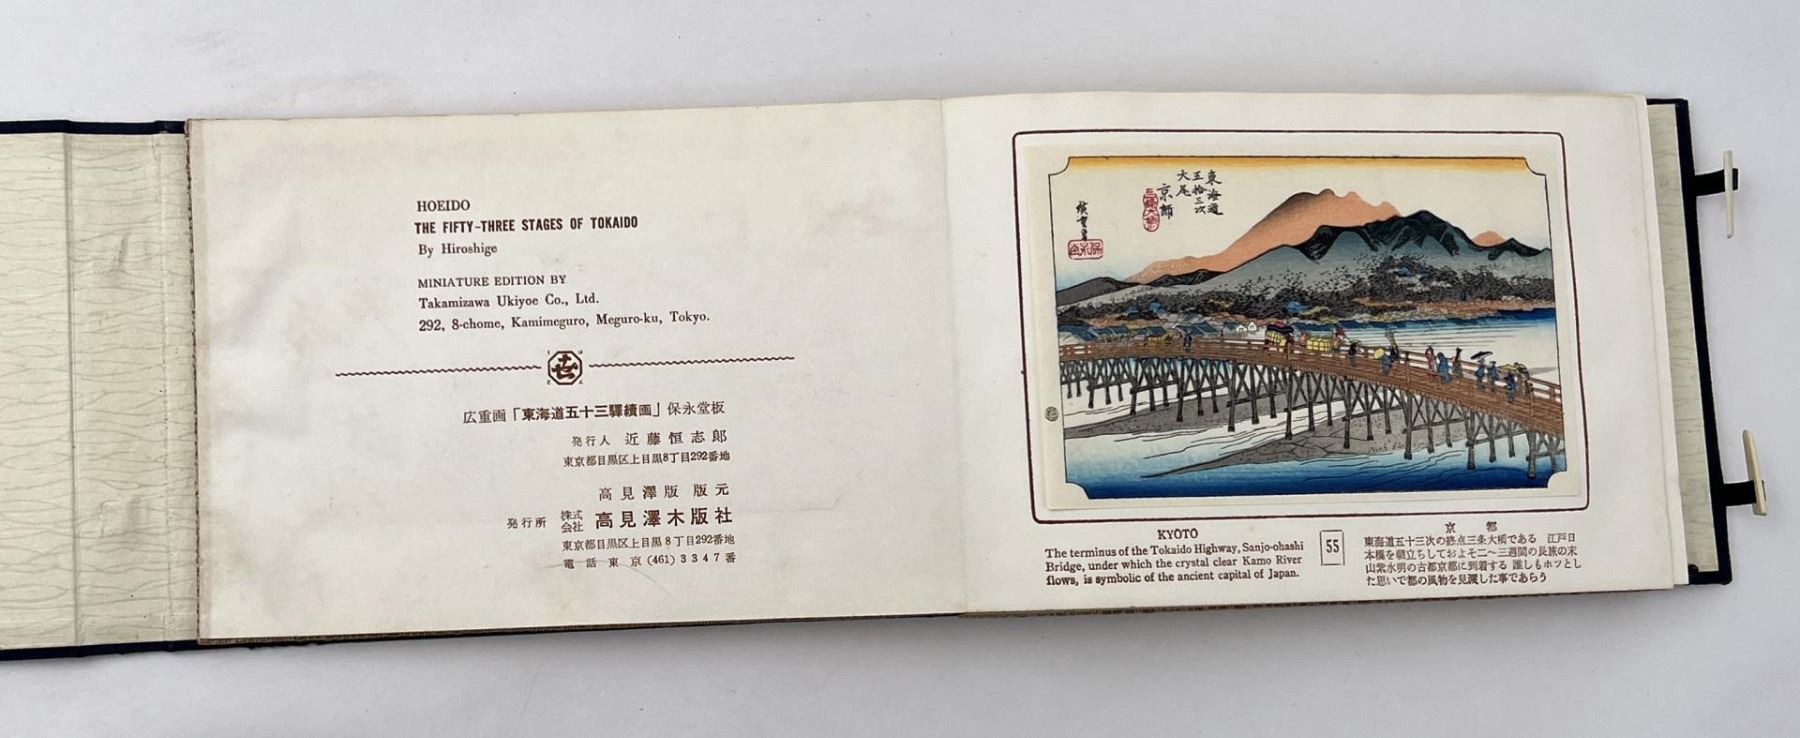 HOEIDO
THE FIFTY-THREE STAGES OF TOKAIDO
By Hiroshige
MINIATURE EDITION BY
Takamizawa Ukiyoe Co., Ltd.
292, 8-chome, Kamimeguro, Meguro-ku, Tokyo.
広重画「東海道五十三驛續画」保永堂板
発行人 近藤恒志郎
東京都目黒区上目黒8丁目292番地
高見澤版 版元
発行所 株式会社 高見澤木版社
東京都目黒区上目黒8丁目292番地
電話 東京 (461) 3347番
東海道
五拾三次
大尾
京師
廣重畫
KYOTO
The terminus of the Tokaido Highway, Sanjo-ohashi
Bridge, under which the crystal clear Kamo River
flows, is symbolic of the ancient capital of Japan.
55
京都
東海道五十三次の終点三条大橋である 江戸日
本橋を朝立ちしておよそ二〜三週間の長旅の末
山紫水明の古都京都に到着する 誰しもホッとし
た思いで都の風物を見渡した事であろう